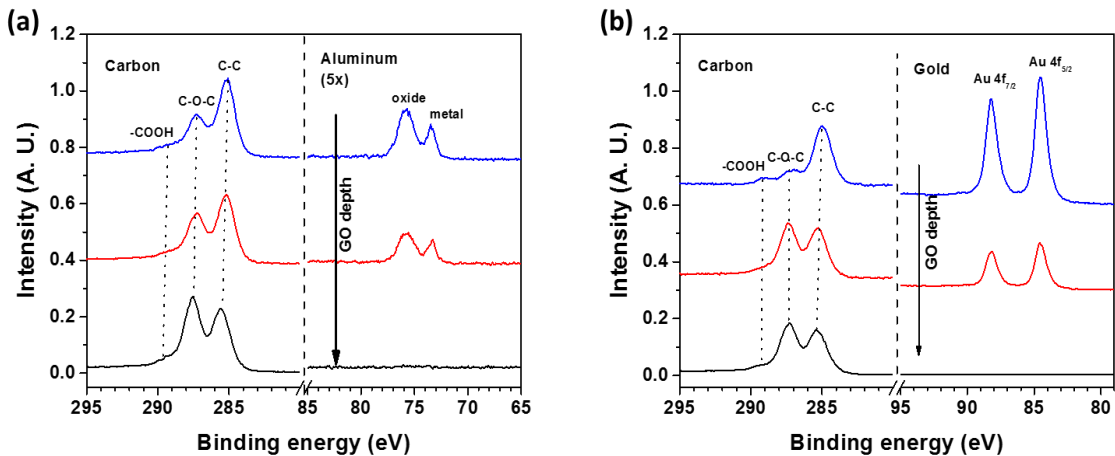 (a)
1.2
1.0
0.8
0.6
0.4
0.2
0.0
Intensity (A. U.)
Carbon
Aluminum
(5x)
C-C
C-O-C
-COOH
oxide
metal
GO depth
295 290 285 85 80 75 70 65
Binding energy (eV)
(b)
1.2
1.0
0.8
0.6
0.4
0.2
0.0
Intensity (A. U.)
Carbon
Gold
Au 4f7/2
Au 4f5/2
C-C
C-O-C
-COOH
GO depth
295 290 285 95 90 85 80
Binding energy (eV)